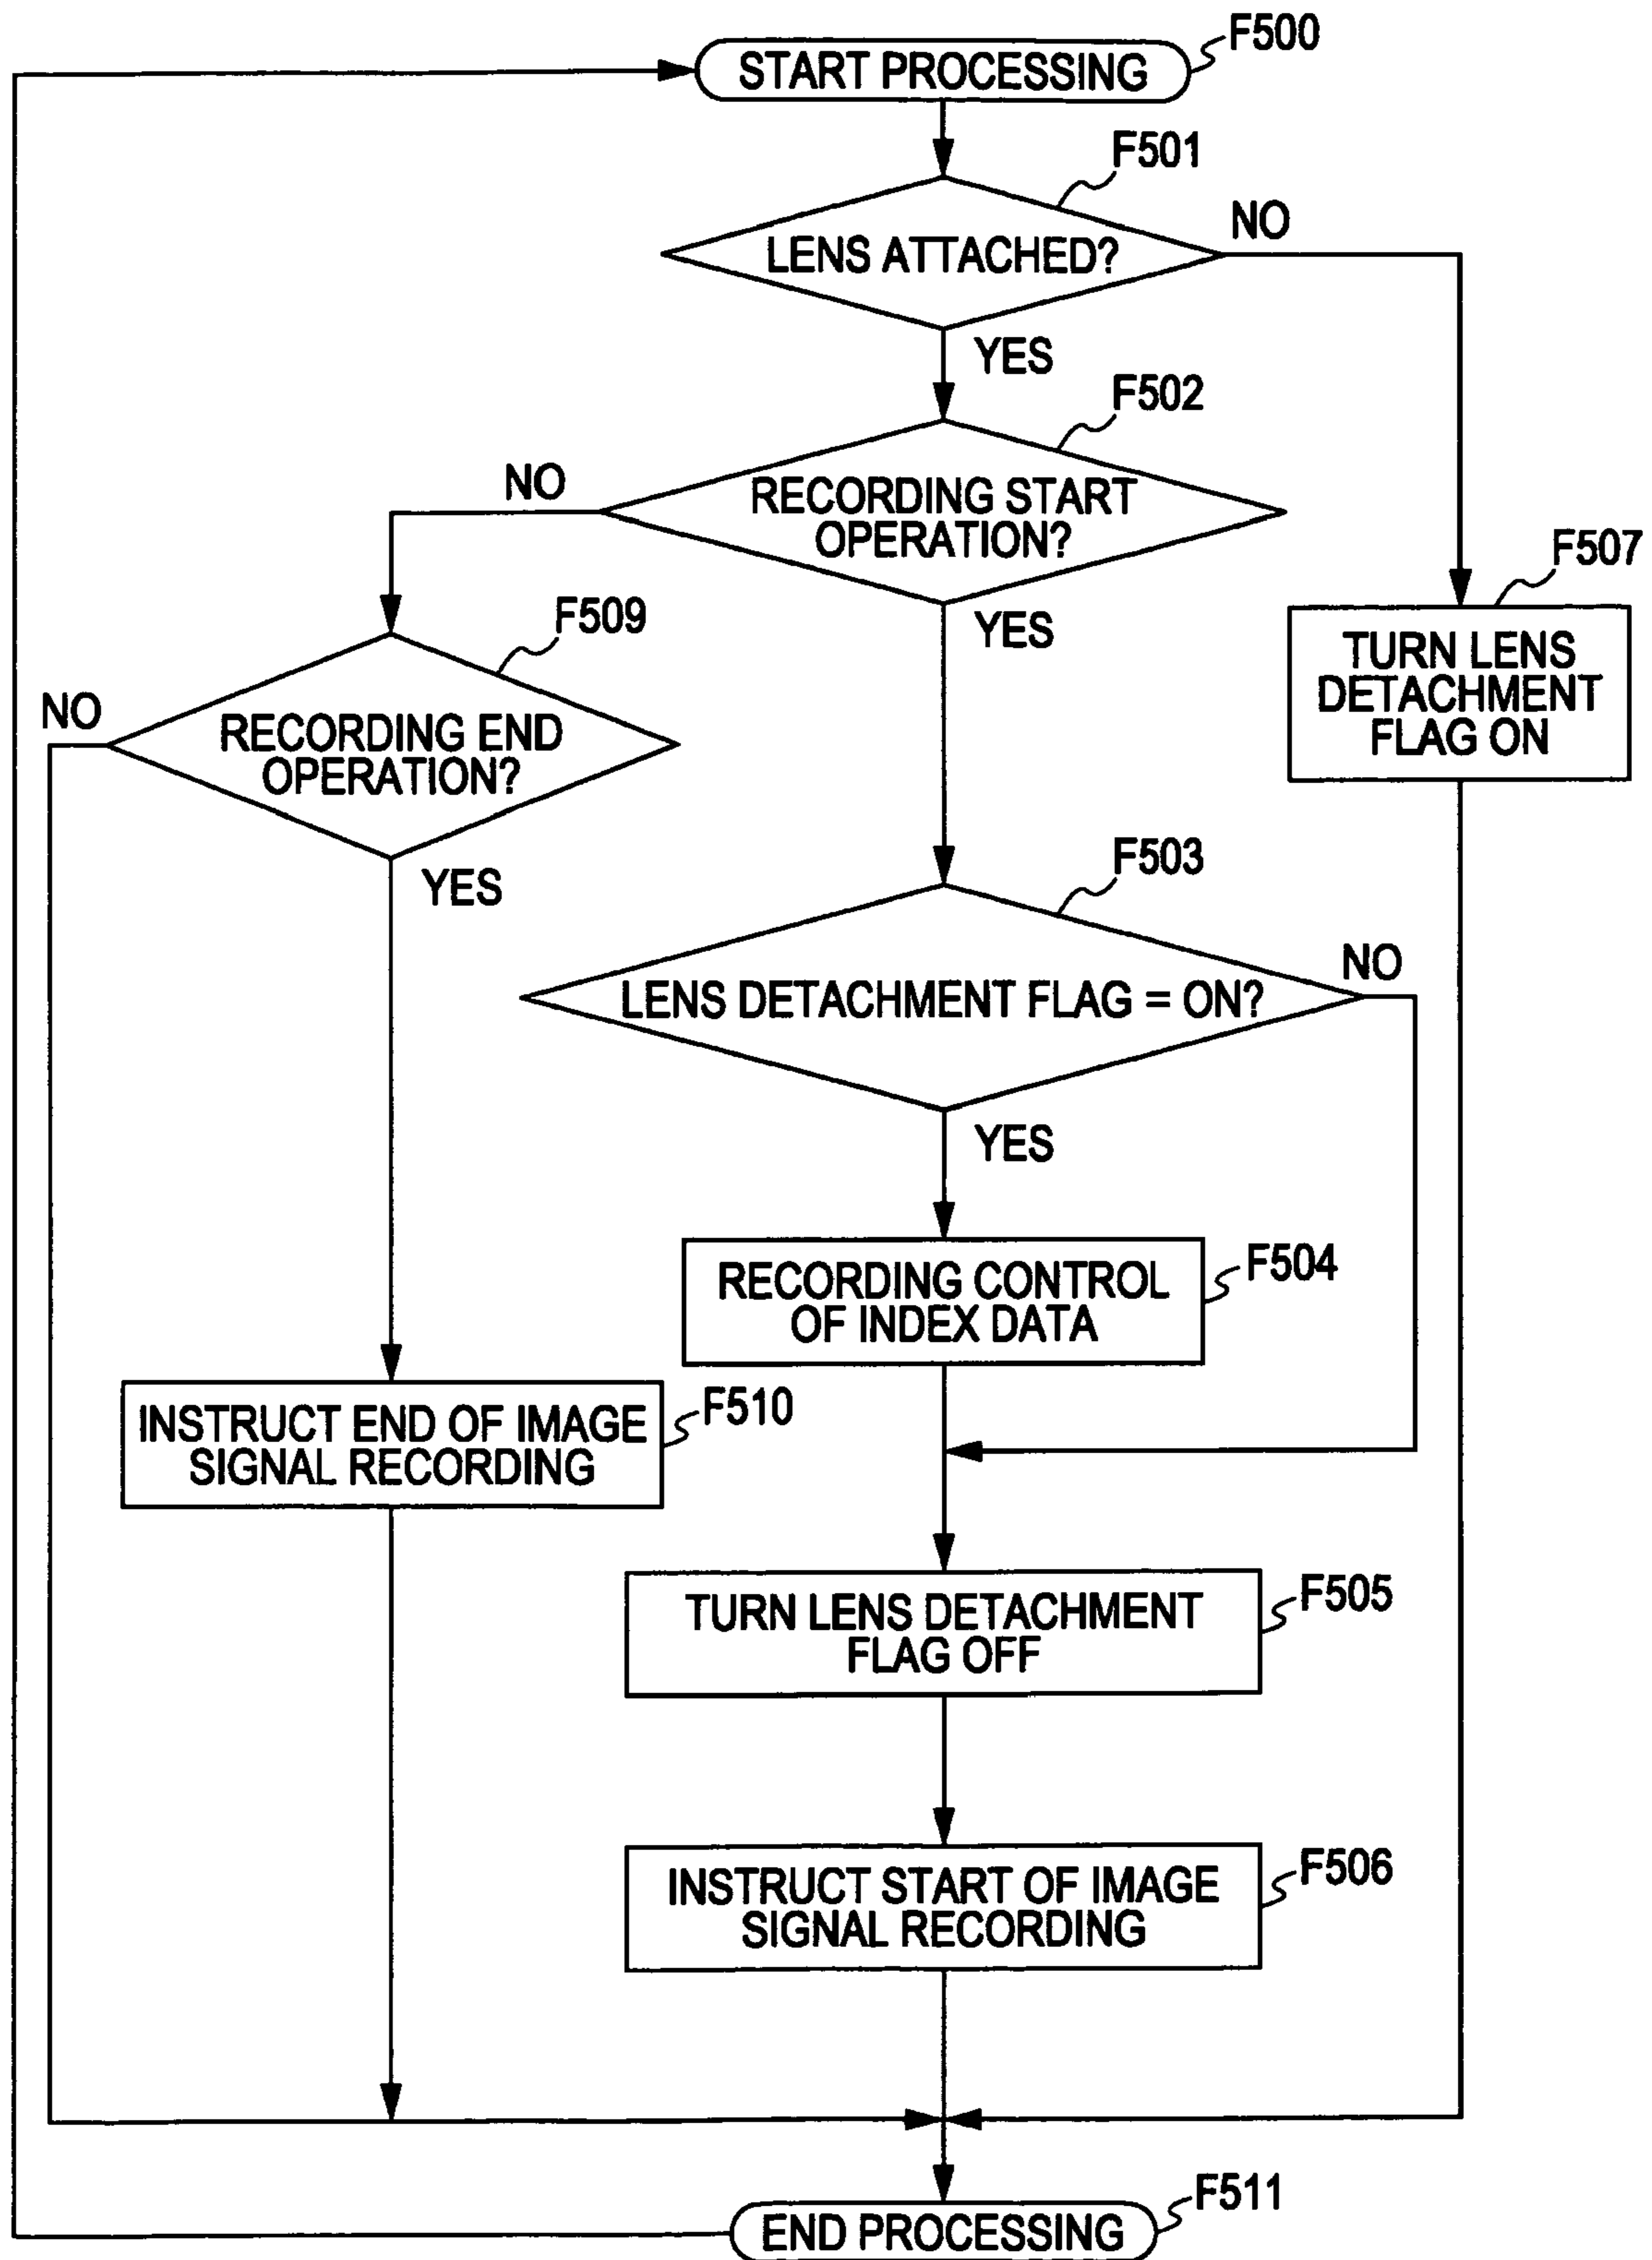 F500
START PROCESSING
F501
LENS ATTACHED?
NO
YES
F502
NO
RECORDING START
OPERATION?
YES
F507
TURN LENS
DETACHMENT
FLAG ON
F509
NO
RECORDING END
OPERATION?
YES
F503
NO
LENS DETACHMENT FLAG = ON?
YES
F504
RECORDING CONTROL
OF INDEX DATA
F510
INSTRUCT END OF IMAGE
SIGNAL RECORDING
F505
TURN LENS DETACHMENT
FLAG OFF
F506
INSTRUCT START OF IMAGE
SIGNAL RECORDING
F511
END PROCESSING